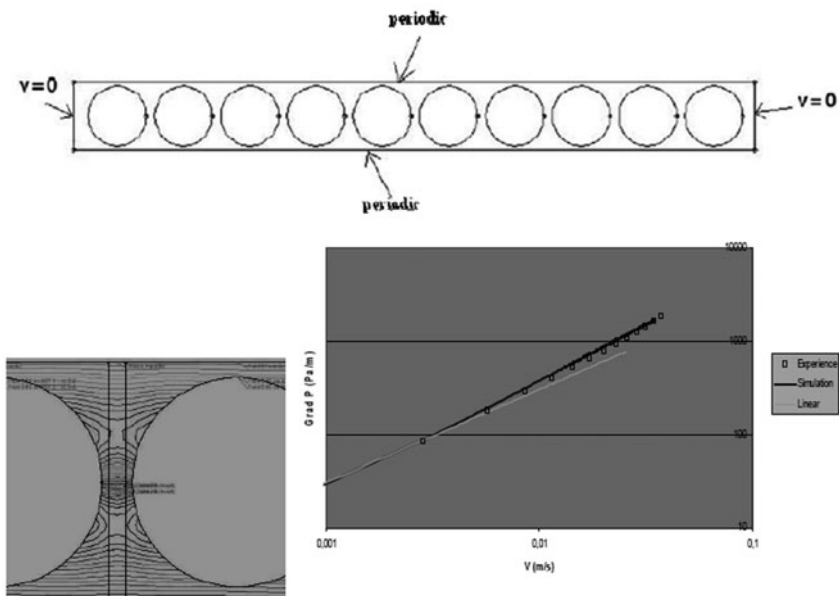 periodic
v=0
v=0
periodic
10000
1000
100
10
Grad P (Pa/m)
0,001
0,01
0,1
V (m/s)
Experience
Simulation
Linear